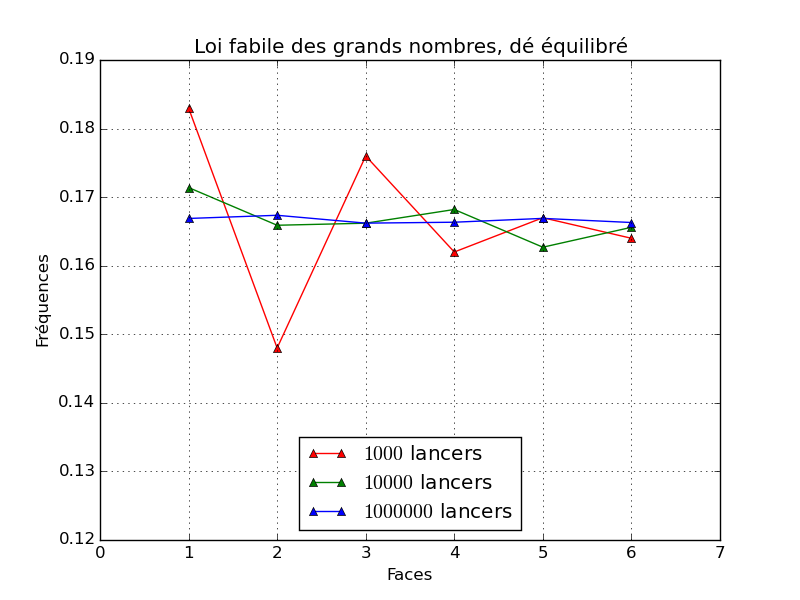 Loi fabile des grands nombres, dé équilibré
0.19
0.18
0.17
0.16
0.15
0.14
0.13
0.12
Fréquences
1000 lancers
10000 lancers
1000000 lancers
0 1 2 3 4 5 6 7
Faces